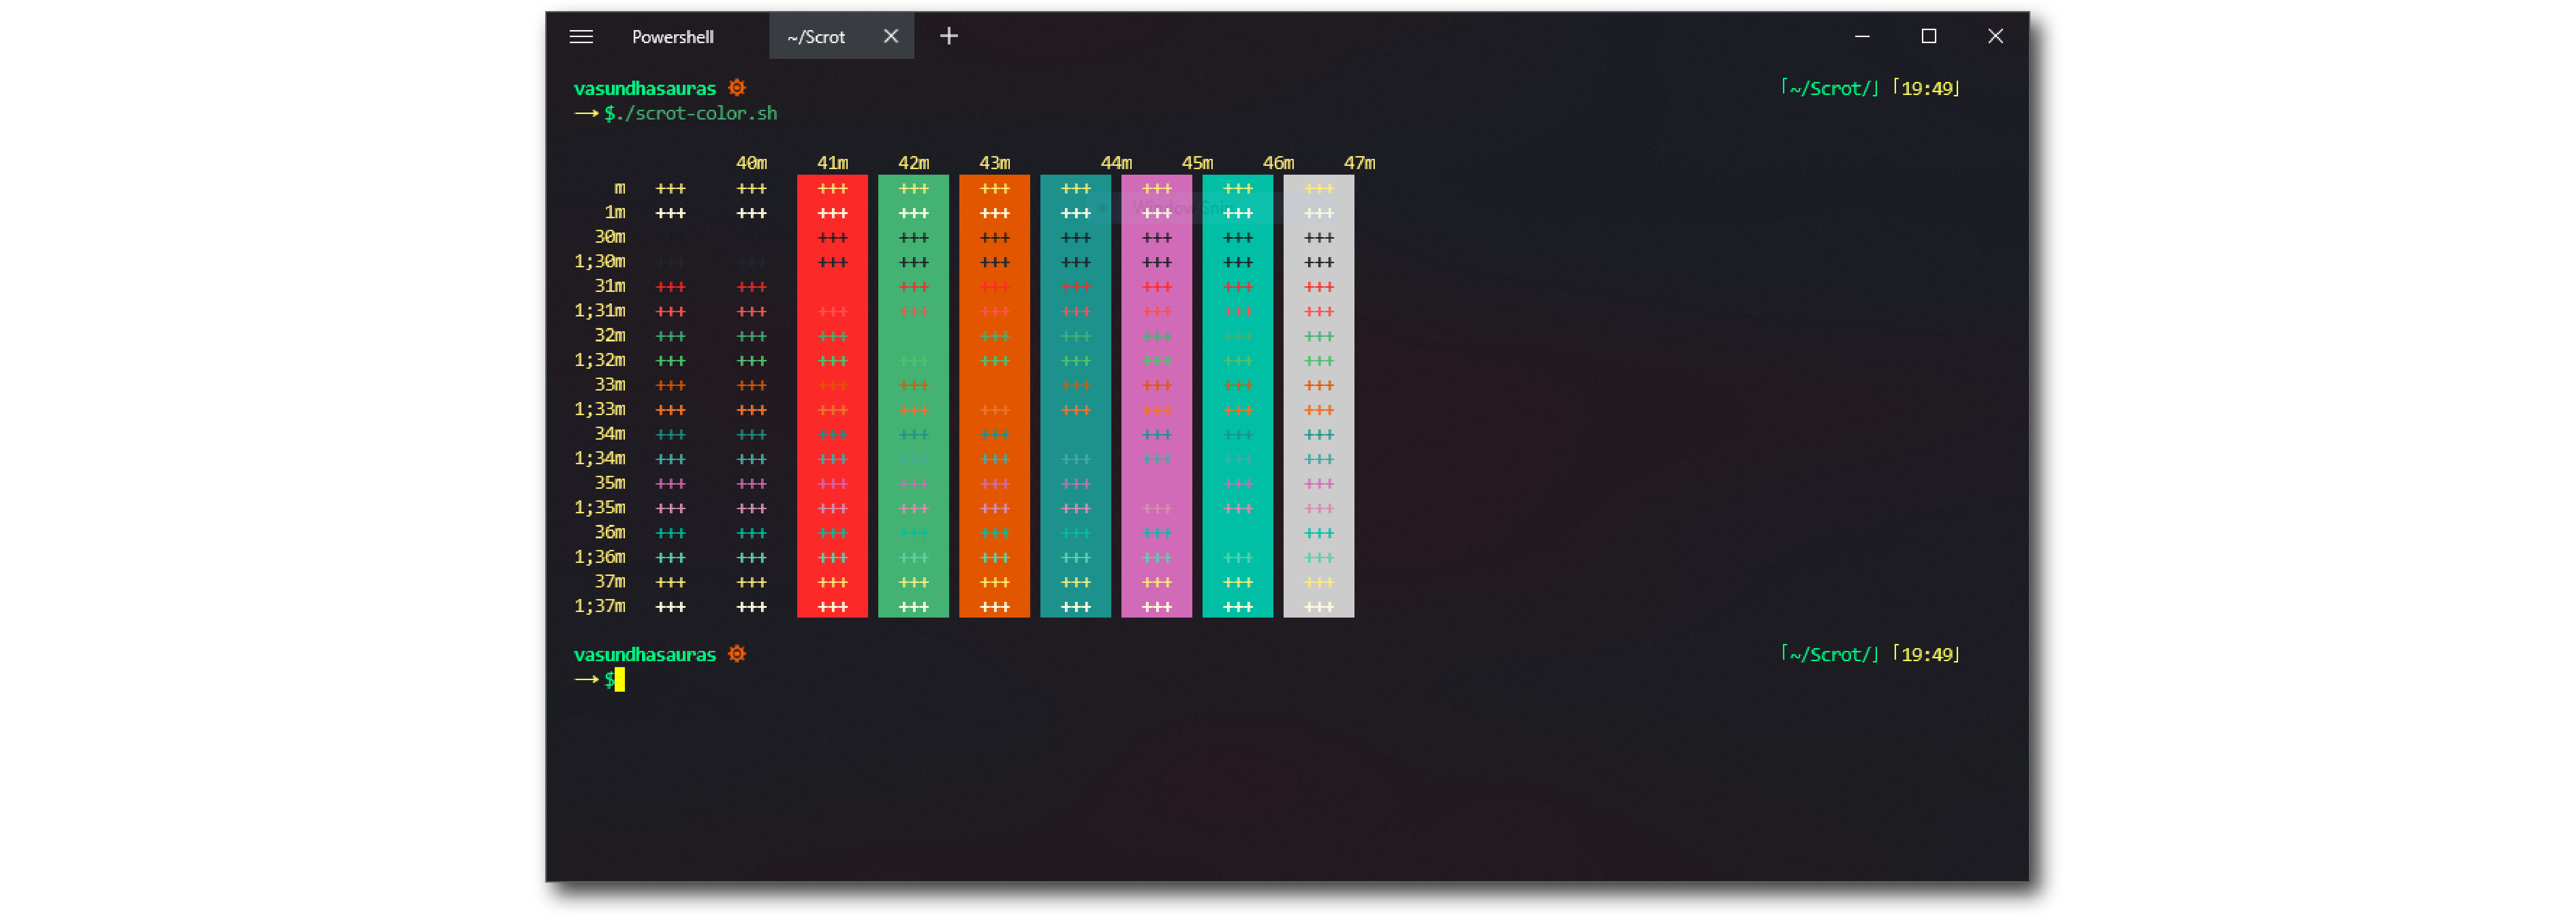 Powershell ~/Scrot
vasundhasauras ⌈~/Scrot/⌋ ⌈19:49⌋
→ $./scrot-color.sh
40m 41m 42m 43m 44m 45m 46m 47m
m +++ +++ +++ +++ +++ +++ +++ +++ +++
1m +++ +++ +++ +++ +++ +++ +++ +++ +++
30m +++ +++ +++ +++ +++ +++ +++ +++ +++
1;30m +++ +++ +++ +++ +++ +++ +++ +++ +++
31m +++ +++ +++ +++ +++ +++ +++ +++
1;31m +++ +++ +++ +++ +++ +++ +++ +++ +++
32m +++ +++ +++ +++ +++ +++ +++ +++
1;32m +++ +++ +++ +++ +++ +++ +++ +++ +++
33m +++ +++ +++ +++ +++ +++ +++ +++
1;33m +++ +++ +++ +++ +++ +++ +++ +++ +++
34m +++ +++ +++ +++ +++ +++ +++ +++
1;34m +++ +++ +++ +++ +++ +++ +++ +++ +++
35m +++ +++ +++ +++ +++ +++ +++ +++
1;35m +++ +++ +++ +++ +++ +++ +++ +++ +++
36m +++ +++ +++ +++ +++ +++ +++ +++
1;36m +++ +++ +++ +++ +++ +++ +++ +++ +++
37m +++ +++ +++ +++ +++ +++ +++ +++ +++
1;37m +++ +++ +++ +++ +++ +++ +++ +++ +++
vasundhasauras ⌈~/Scrot/⌋ ⌈19:49⌋
→ $